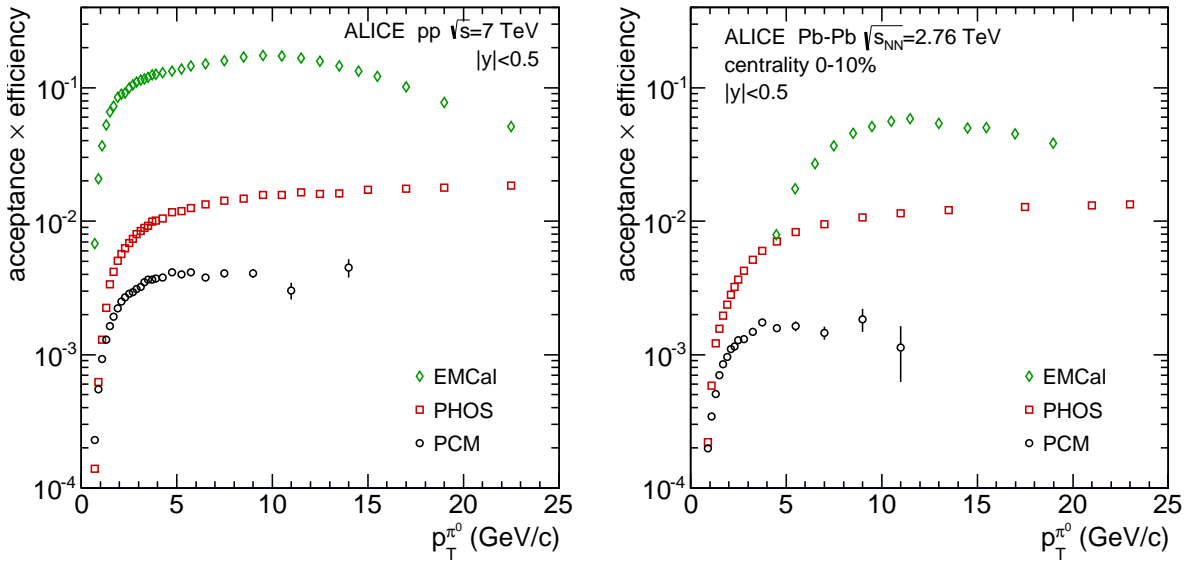 ALICE pp √s=7 TeV
|y|<0.5
acceptance × efficiency
10⁻¹
10⁻²
10⁻³
10⁻⁴
EMCal
PHOS
PCM
0 5 10 15 20 25
p_T^π⁰ (GeV/c)
ALICE Pb-Pb √s_NN=2.76 TeV
centrality 0-10%
|y|<0.5
acceptance × efficiency
10⁻¹
10⁻²
10⁻³
10⁻⁴
EMCal
PHOS
PCM
0 5 10 15 20 25
p_T^π⁰ (GeV/c)